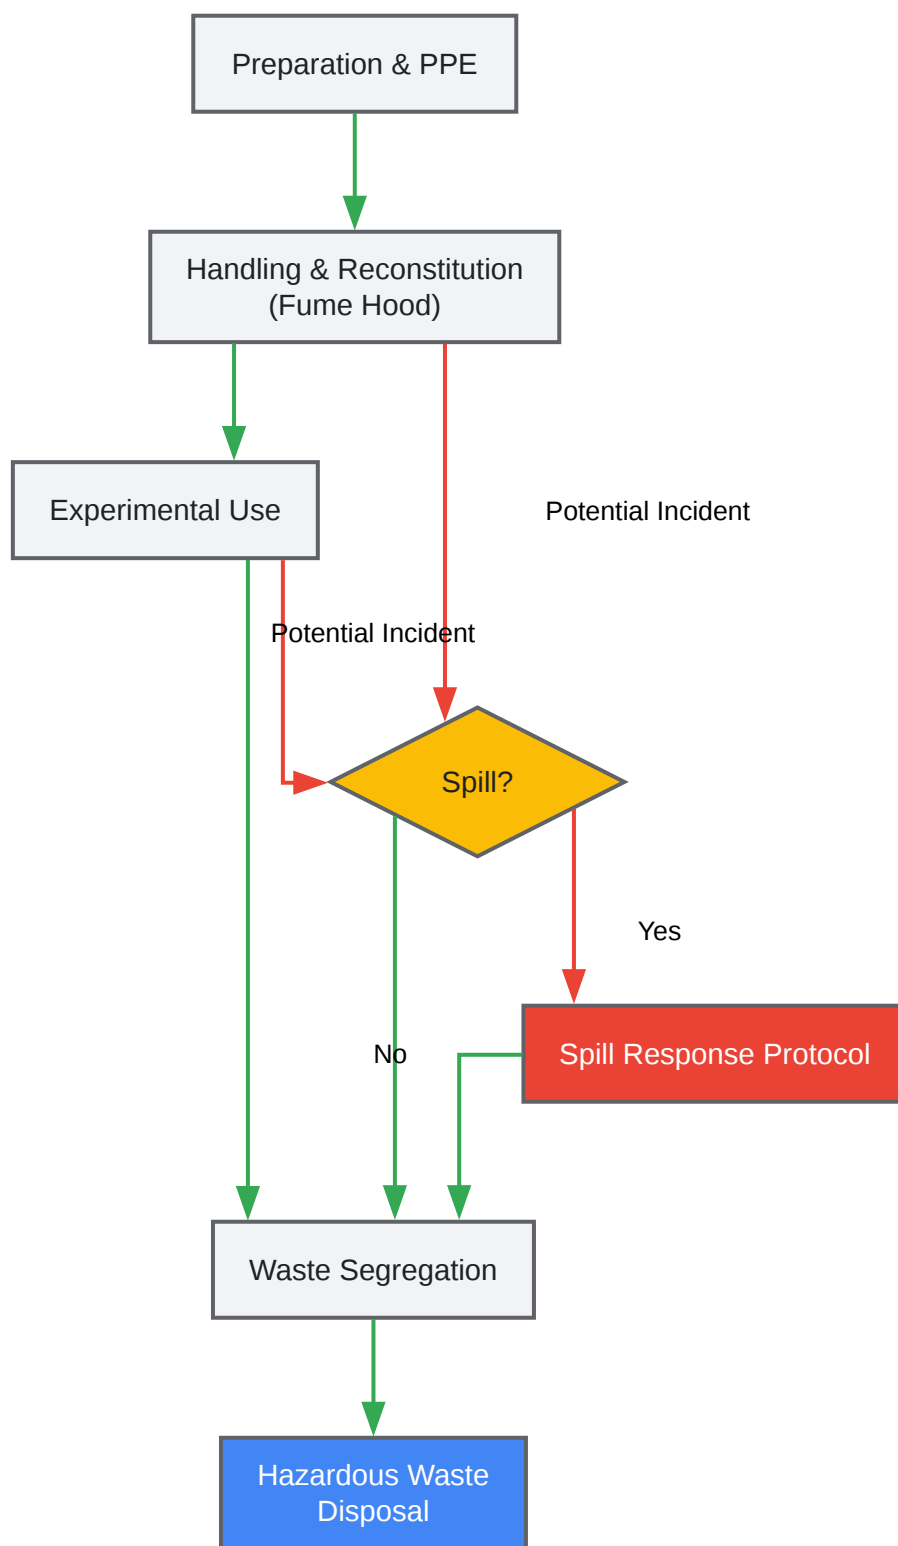 Preparation & PPE
Handling & Reconstitution
(Fume Hood)
Experimental Use
Potential Incident
Potential Incident
Spill?
Yes
No
Spill Response Protocol
Waste Segregation
Hazardous Waste
Disposal